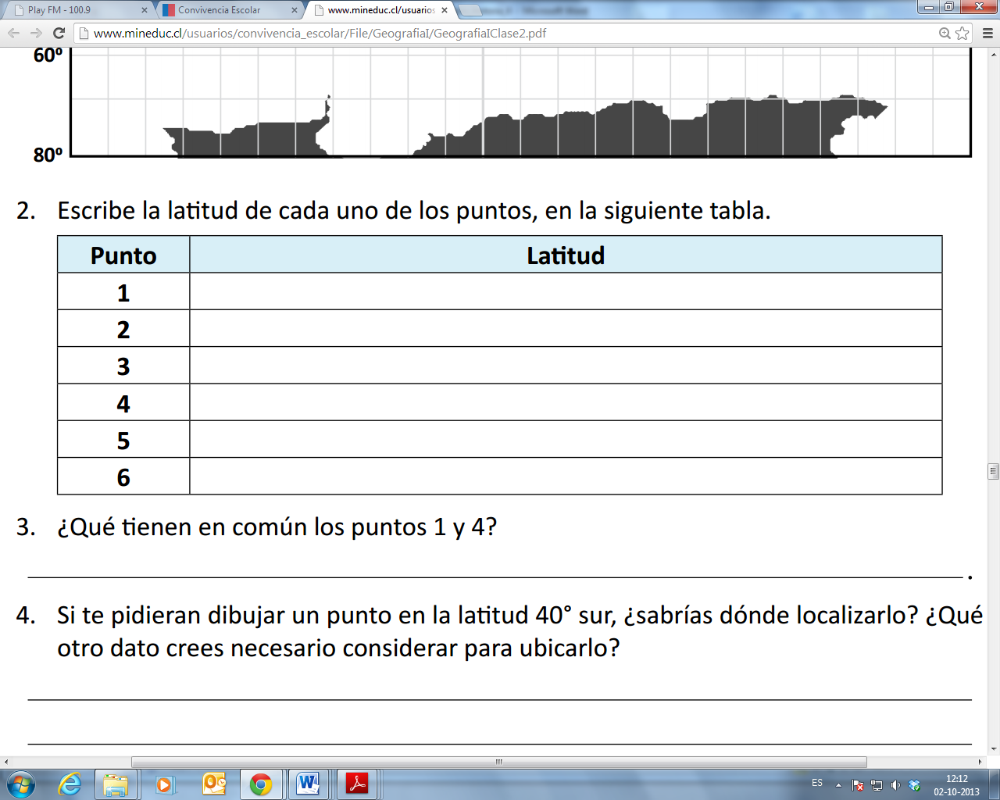 Play FM - 100.9
Convivencia Escolar
www.mineduc.cl/usuarios
www.mineduc.cl/usuarios/convivencia_escolar/File/GeografiaI/GeografiaIClase2.pdf
60º
80º
2. Escribe la latitud de cada uno de los puntos, en la siguiente tabla.
Punto Latitud
1
2
3
4
5
6
3. ¿Qué tienen en común los puntos 1 y 4?
.
4. Si te pidieran dibujar un punto en la latitud 40° sur, ¿sabrías dónde localizarlo? ¿Qué
otro dato crees necesario considerar para ubicarlo?
ES
12:12
02-10-2013